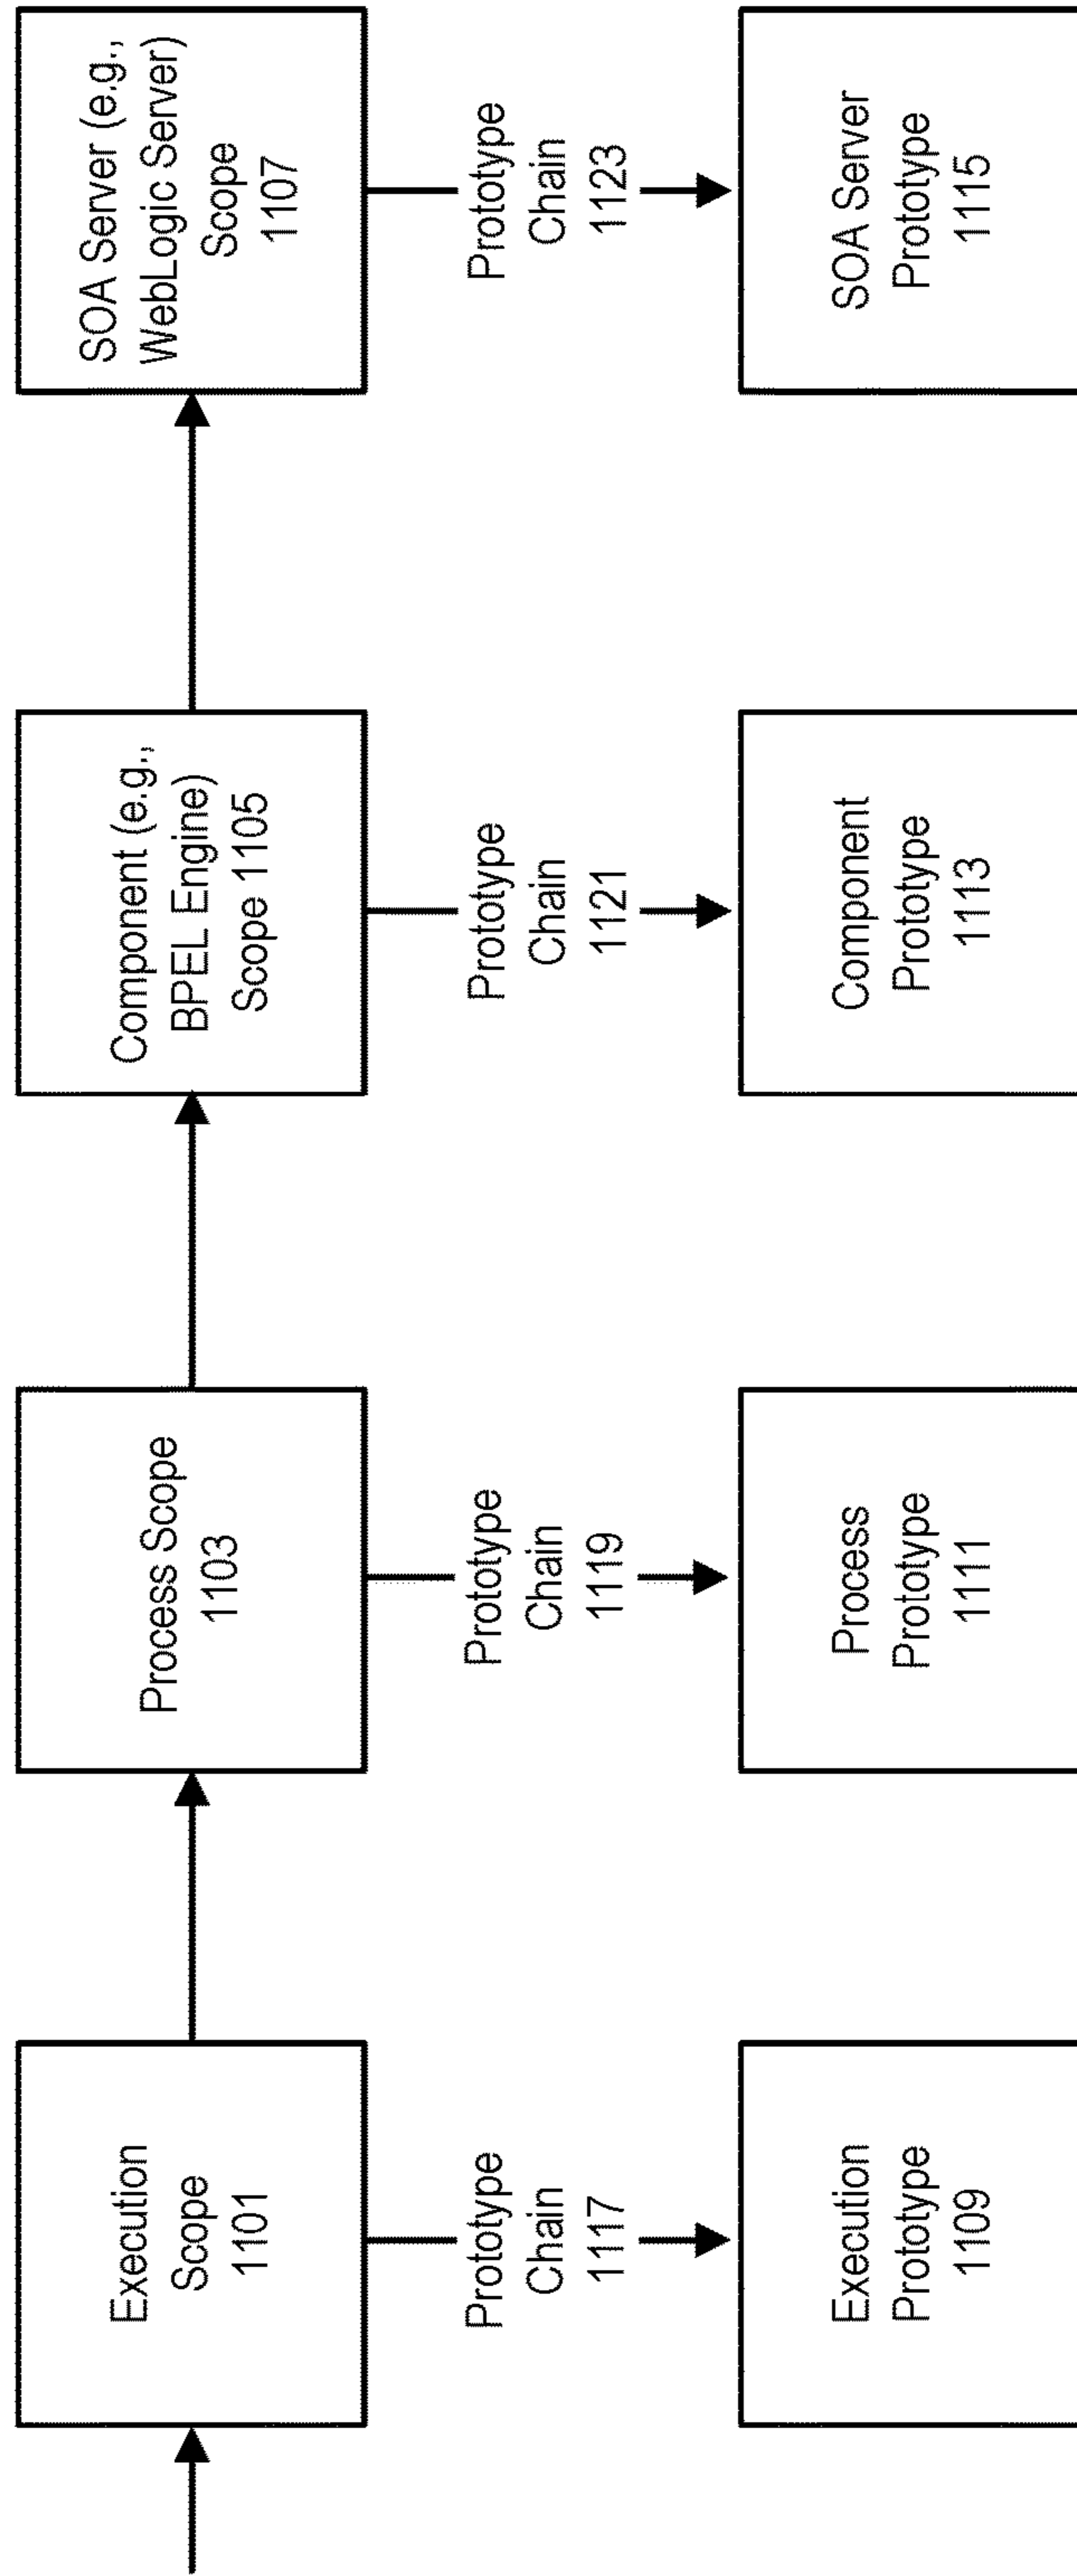 Execution
Scope
1101
Process Scope
1103
Component (e.g.,
BPEL Engine)
Scope 1105
SOA Server (e.g.,
WebLogic Server)
Scope
1107
Prototype
Chain
1117
Prototype
Chain
1119
Prototype
Chain
1121
Prototype
Chain
1123
Execution
Prototype
1109
Process
Prototype
1111
Component
Prototype
1113
SOA Server
Prototype
1115